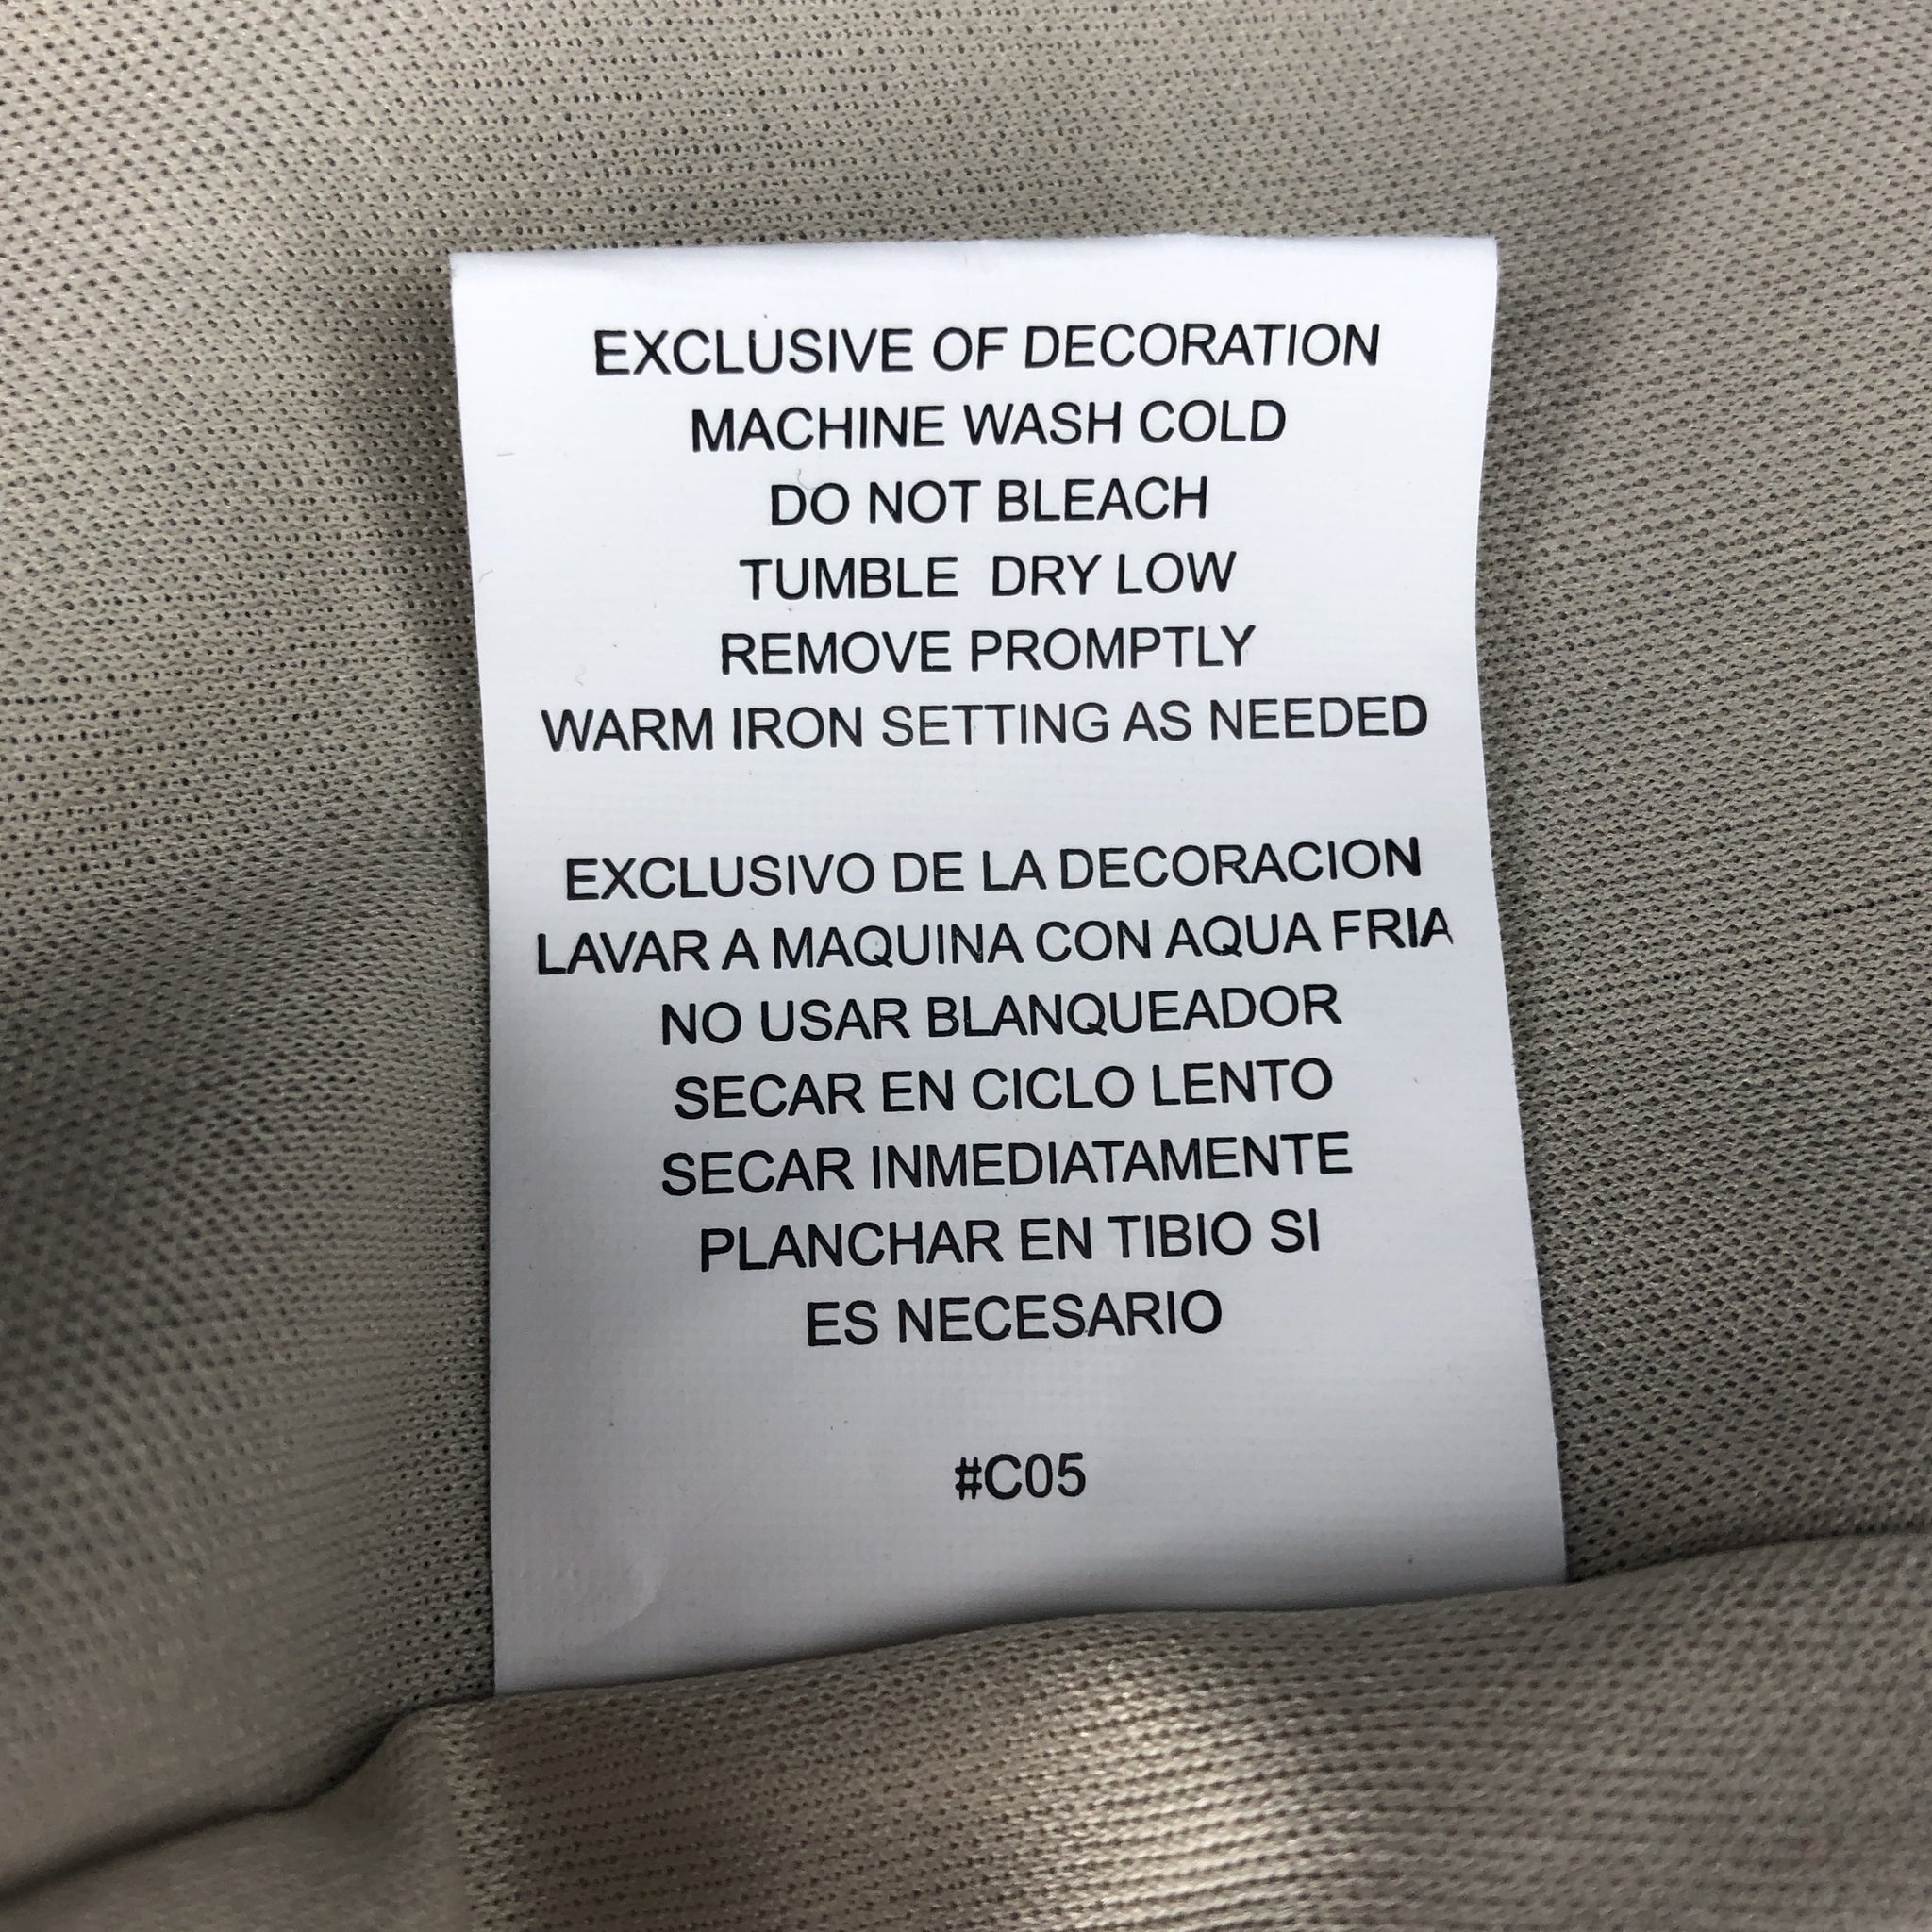 EXCLUSIVE OF DECORATION
MACHINE WASH COLD
DO NOT BLEACH
TUMBLE DRY LOW
REMOVE PROMPTLY
WARM IRON SETTING AS NEEDED
EXCLUSIVO DE LA DECORACION
LAVAR A MAQUINA CON AQUA FRIA
NO USAR BLANQUEADOR
SECAR EN CICLO LENTO
SECAR INMEDIATAMENTE
PLANCHAR EN TIBIO SI
ES NECESARIO
#C05